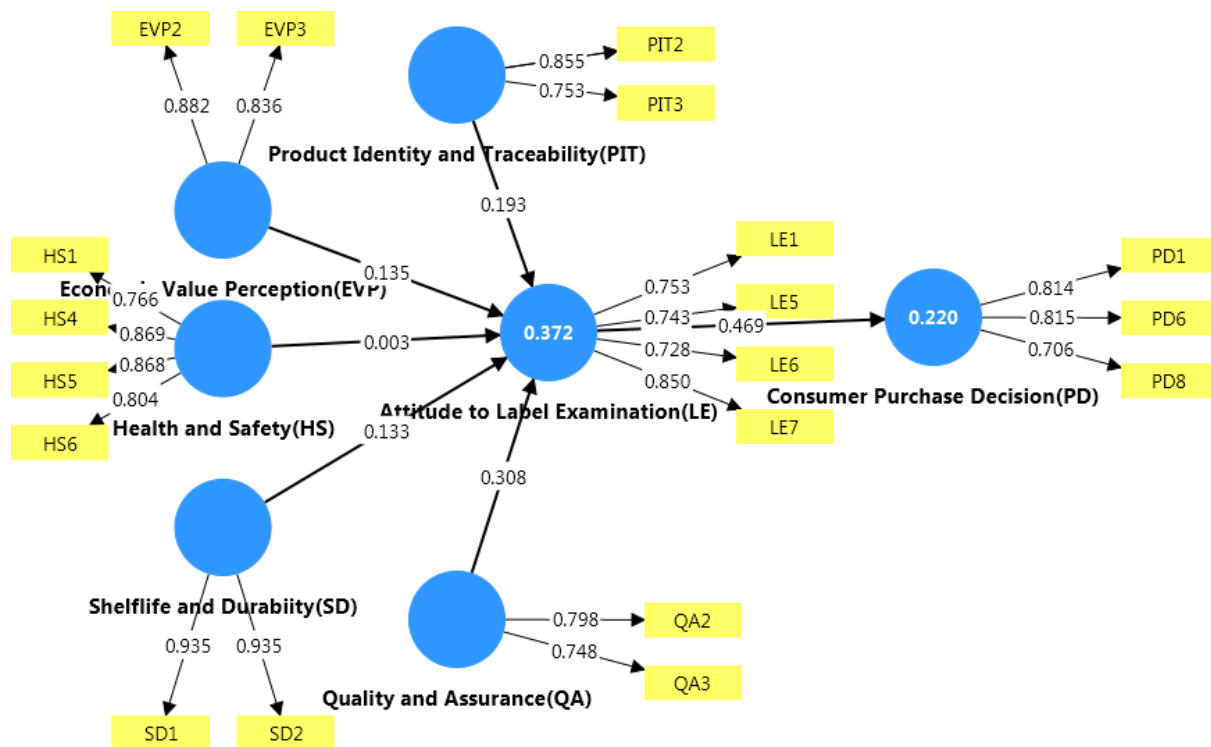 EVP2 EVP3
PIT2
0.855
0.753
PIT3
0.882 0.836
Product Identity and Traceability(PIT)
0.193
HS1
0.135
LE1
PD1
Value Perception(EVP)
0.766
0.753
0.814
HS4
0.869
0.003
0.372
LE5
0.743
0.469
0.220
0.815
PD6
HS5
0.868
0.728
LE6
0.706
PD8
0.804
Attitude to Label Examination(LE)
Consumer Purchase Decision(PD)
HS6
Health and Safety(HS)
0.133
0.850
LE7
0.308
Shelflife and Durabiity(SD)
0.935 0.935
0.798
QA2
0.748
QA3
Quality and Assurance(QA)
SD1 SD2